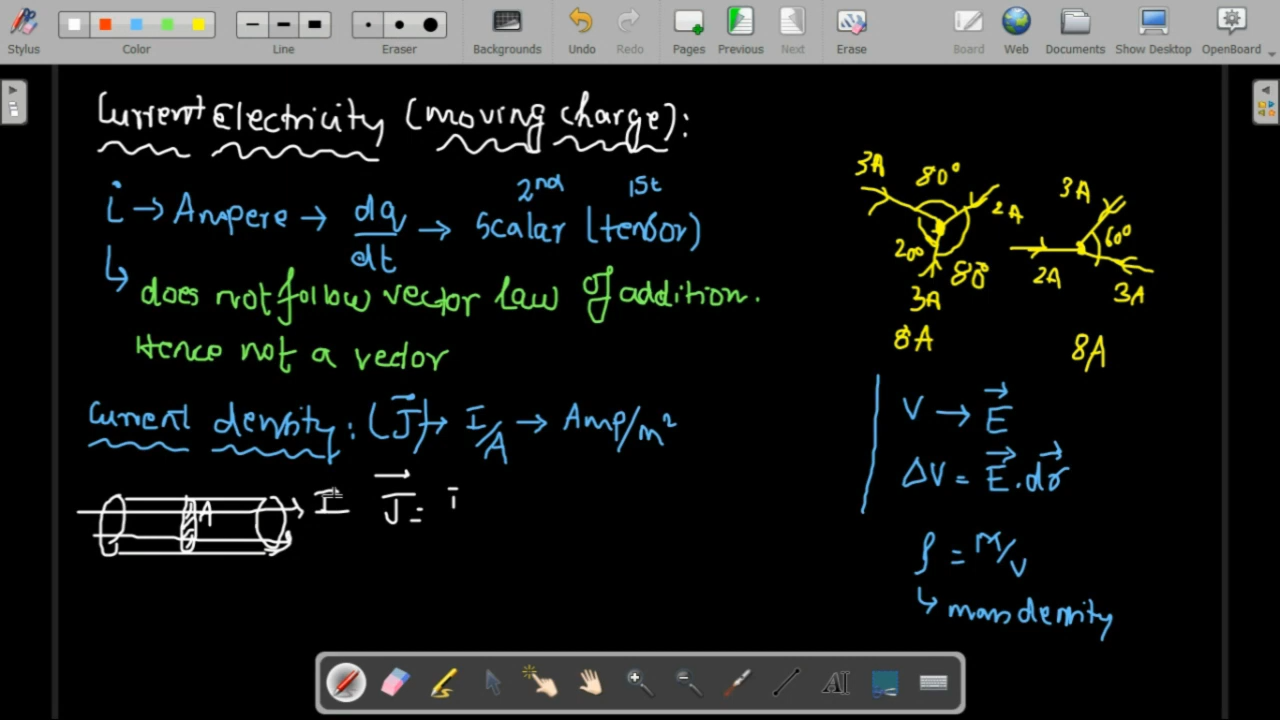 Stylus Color Line Eraser Backgrounds Undo Redo Pages Previous Next Erase Board Web Documents Show Desktop OpenBoard
Current Electricity (moving charge):
2nd 1st
i → Ampere → dq/dt → Scalar (tensor)
↳ does not follow vector law of addition.
Hence not a vector
Current density: (J⃗) → I/A → Amp/m²
A I J⃗ = i
3A 80° 2A
20° 80°
3A
8A
3A
60°
2A 3A
8A
V → E⃗
ΔV = E⃗ . dr⃗
ρ = M/V
↳ mass density
AI